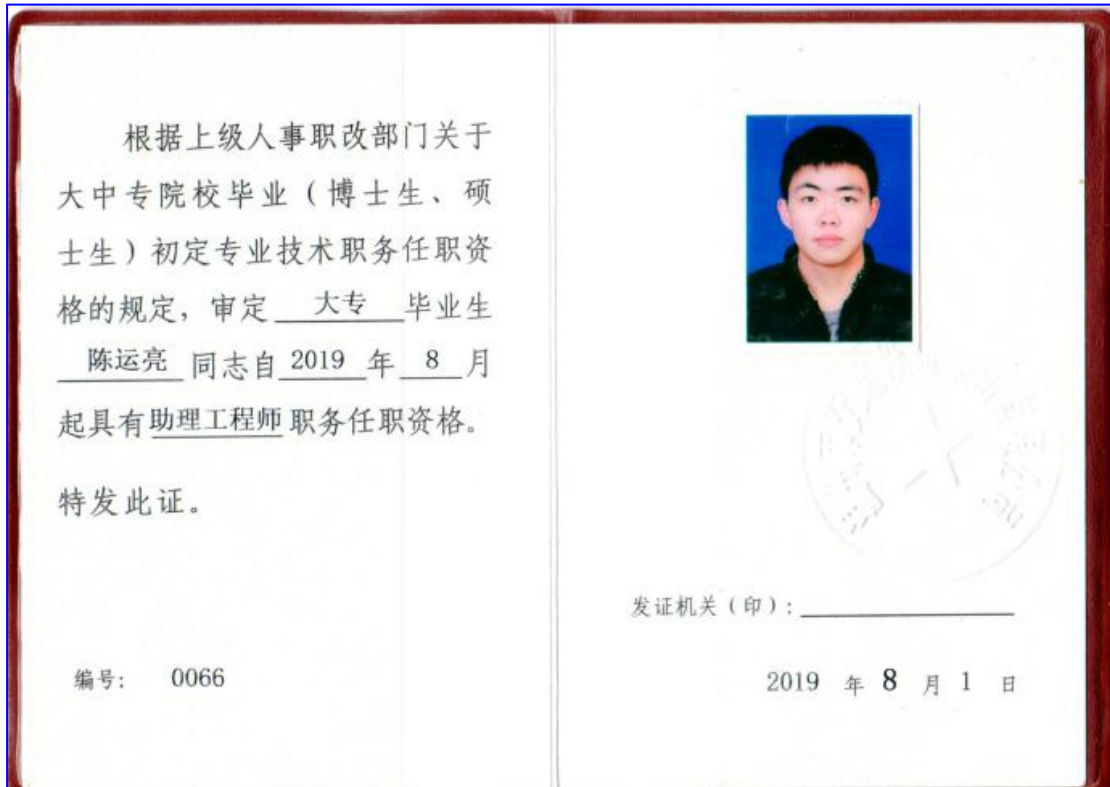 根据上级人事职改部门关于
大中专院校毕业（博士生、硕
士生）初定专业技术职务任职资
格的规定，审定 大专 毕业生
陈运亮 同志自 2019 年 8 月
起具有助理工程师职务任职资格。
特发此证。
编号： 0066
发证机关（印）：
2019 年 8 月 1 日